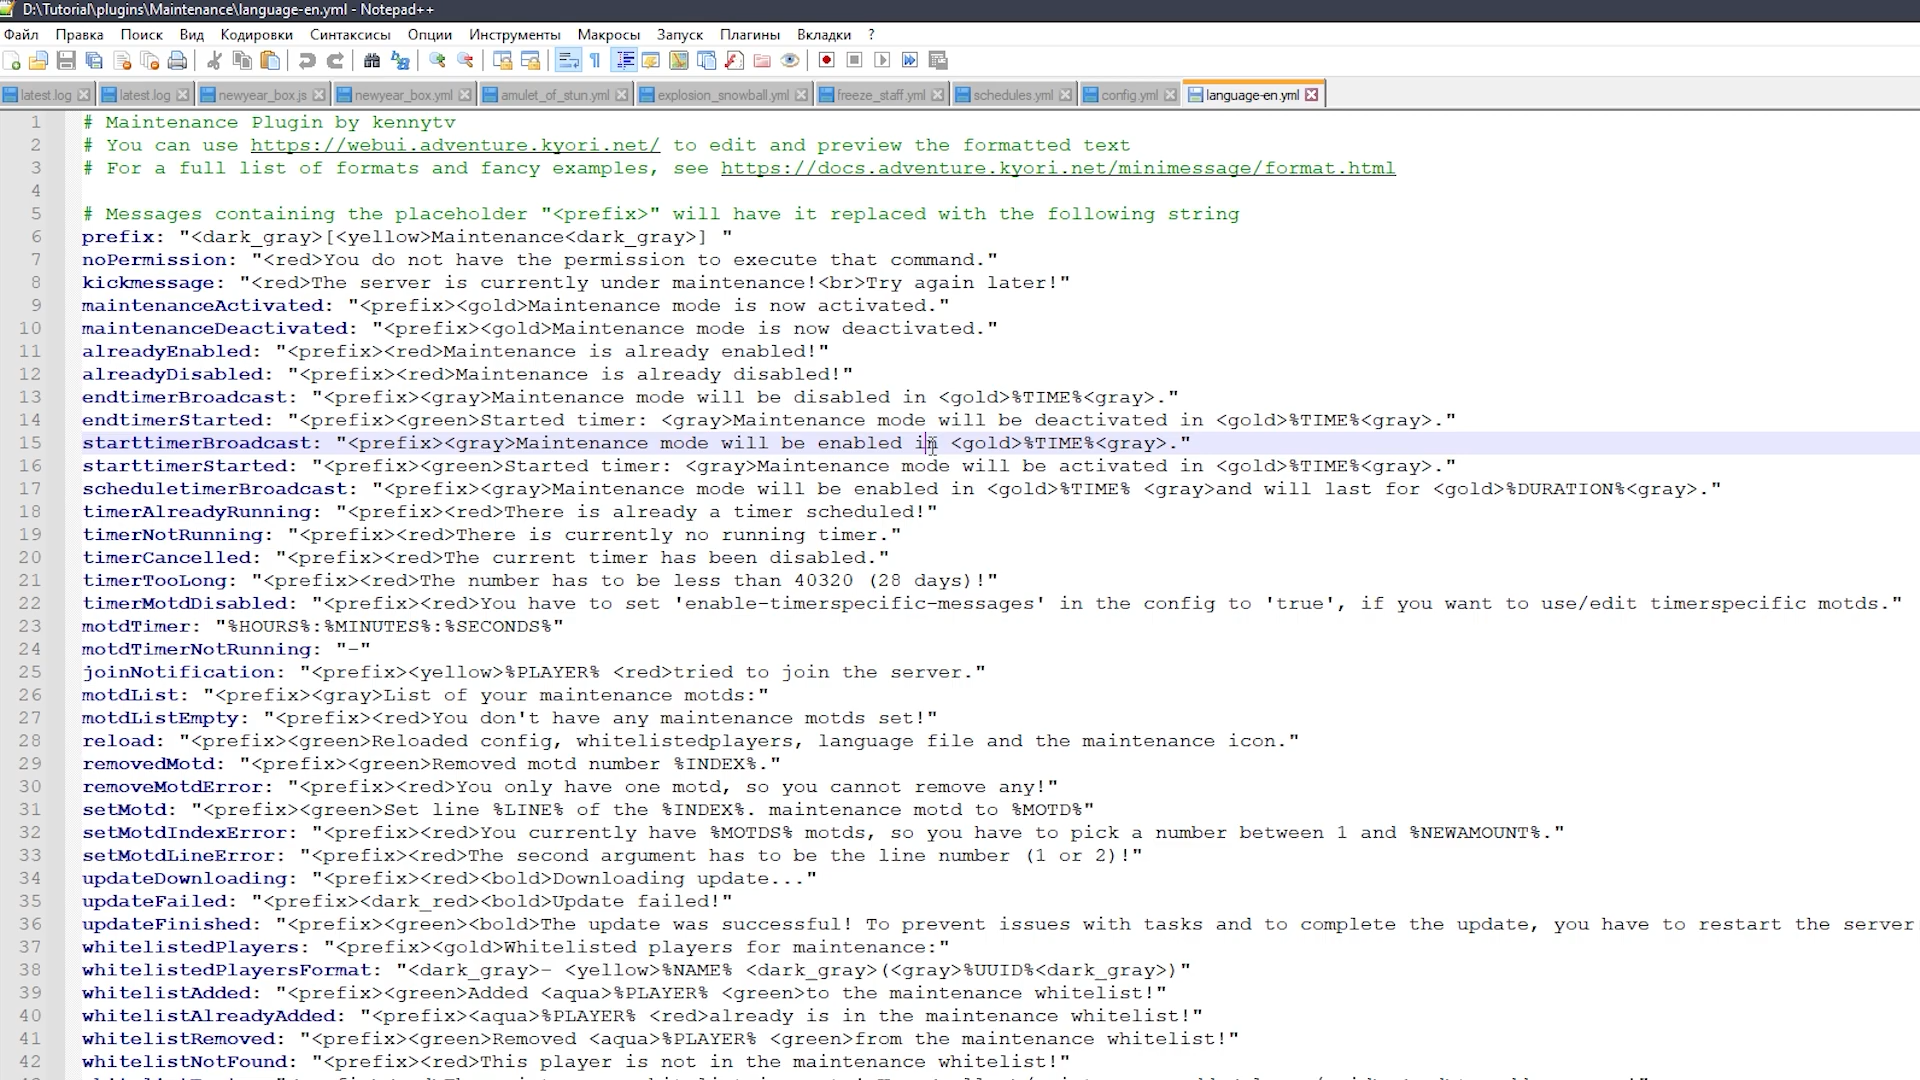 D:\Tutorial\plugins\Maintenance\language-en.yml - Notepad++
Файл Правка Поиск Вид Кодировки Синтаксисы Опции Инструменты Макросы Запуск Плагины Вкладки ?
latest.log latest.log newyear_box.js newyear_box.yml amulet_of_stun.yml explosion_snowball.yml freeze_staff.yml schedules.yml config.yml language-en.yml
1 # Maintenance Plugin by kennytv
2 # You can use https://webui.adventure.kyori.net/ to edit and preview the formatted text
3 # For a full list of formats and fancy examples, see https://docs.adventure.kyori.net/minimessage/format.html
4
5 # Messages containing the placeholder "<prefix>" will have it replaced with the following string
6 prefix: "<dark_gray>[<yellow>Maintenance<dark_gray>] "
7 noPermission: "<red>You do not have the permission to execute that command."
8 kickmessage: "<red>The server is currently under maintenance!<br>Try again later!"
9 maintenanceActivated: "<prefix><gold>Maintenance mode is now activated."
10 maintenanceDeactivated: "<prefix><gold>Maintenance mode is now deactivated."
11 alreadyEnabled: "<prefix><red>Maintenance is already enabled!"
12 alreadyDisabled: "<prefix><red>Maintenance is already disabled!"
13 endtimerBroadcast: "<prefix><gray>Maintenance mode will be disabled in <gold>%TIME%<gray>."
14 endtimerStarted: "<prefix><green>Started timer: <gray>Maintenance mode will be deactivated in <gold>%TIME%<gray>."
15 starttimerBroadcast: "<prefix><gray>Maintenance mode will be enabled in <gold>%TIME%<gray>."
16 starttimerStarted: "<prefix><green>Started timer: <gray>Maintenance mode will be activated in <gold>%TIME%<gray>."
17 scheduletimerBroadcast: "<prefix><gray>Maintenance mode will be enabled in <gold>%TIME% <gray>and will last for <gold>%DURATION%<gray>."
18 timerAlreadyRunning: "<prefix><red>There is already a timer scheduled!"
19 timerNotRunning: "<prefix><red>There is currently no running timer."
20 timerCancelled: "<prefix><red>The current timer has been disabled."
21 timerTooLong: "<prefix><red>The number has to be less than 40320 (28 days)!"
22 timerMotdDisabled: "<prefix><red>You have to set 'enable-timerspecific-messages' in the config to 'true', if you want to use/edit timerspecific motds."
23 motdTimer: "%HOURS%:%MINUTES%:%SECONDS%"
24 motdTimerNotRunning: "-"
25 joinNotification: "<prefix><yellow>%PLAYER% <red>tried to join the server."
26 motdList: "<prefix><gray>List of your maintenance motds:"
27 motdListEmpty: "<prefix><red>You don't have any maintenance motds set!"
28 reload: "<prefix><green>Reloaded config, whitelistedplayers, language file and the maintenance icon."
29 removedMotd: "<prefix><green>Removed motd number %INDEX%."
30 removeMotdError: "<prefix><red>You only have one motd, so you cannot remove any!"
31 setMotd: "<prefix><green>Set line %LINE% of the %INDEX%. maintenance motd to %MOTD%"
32 setMotdIndexError: "<prefix><red>You currently have %MOTDS% motds, so you have to pick a number between 1 and %NEWAMOUNT%."
33 setMotdLineError: "<prefix><red>The second argument has to be the line number (1 or 2)!"
34 updateDownloading: "<prefix><red><bold>Downloading update..."
35 updateFailed: "<prefix><dark_red><bold>Update failed!"
36 updateFinished: "<prefix><green><bold>The update was successful! To prevent issues with tasks and to complete the update, you have to restart the server
37 whitelistedPlayers: "<prefix><gold>Whitelisted players for maintenance:"
38 whitelistedPlayersFormat: "<dark_gray>- <yellow>%NAME% <dark_gray>(<gray>%UUID%<dark_gray>)"
39 whitelistAdded: "<prefix><green>Added <aqua>%PLAYER% <green>to the maintenance whitelist!"
40 whitelistAlreadyAdded: "<prefix><aqua>%PLAYER% <red>already is in the maintenance whitelist!"
41 whitelistRemoved: "<prefix><green>Removed <aqua>%PLAYER% <green>from the maintenance whitelist!"
42 whitelistNotFound: "<prefix><red>This player is not in the maintenance whitelist!"